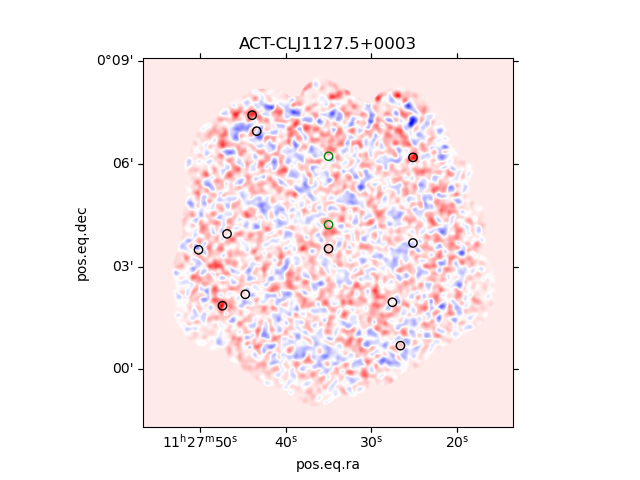 ACT-CLJ1127.5+0003
0°09'
06'
03'
00'
pos.eq.dec
11ʰ27ᵐ50ˢ 40ˢ 30ˢ 20ˢ
pos.eq.ra